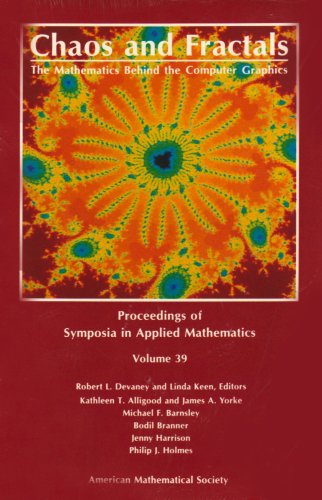 Chaos and Fractals
The Mathematics Behind the Computer Graphics
Proceedings of
Symposia in Applied Mathematics
Volume 39
Robert L. Devaney and Linda Keen, Editors
Kathleen T. Alligood and James A. Yorke
Michael F. Barnsley
Bodil Branner
Jenny Harrison
Philip J. Holmes
American Mathematical Society